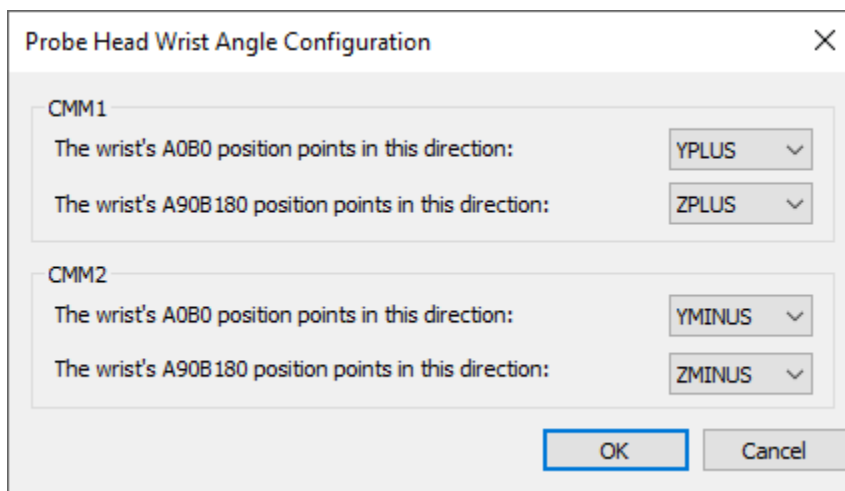 Probe Head Wrist Angle Configuration
CMM1
The wrist's A0B0 position points in this direction: YPLUS
The wrist's A90B180 position points in this direction: ZPLUS
CMM2
The wrist's A0B0 position points in this direction: YMINUS
The wrist's A90B180 position points in this direction: ZMINUS
OK Cancel